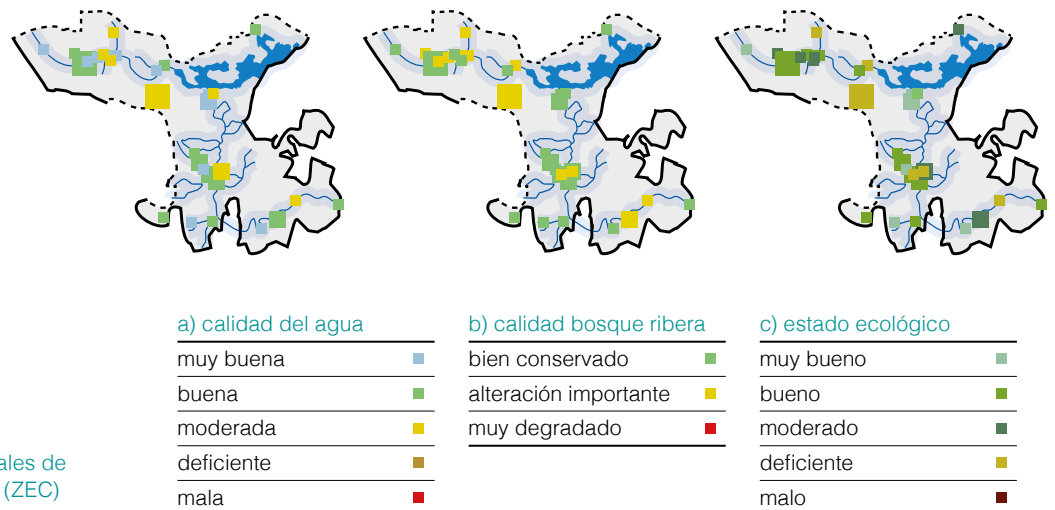 a) calidad del agua
muy buena
buena
moderada
deficiente
mala
b) calidad bosque ribera
bien conservado
alteración importante
muy degradado
c) estado ecológico
muy bueno
bueno
moderado
deficiente
malo
ales de
(ZEC)